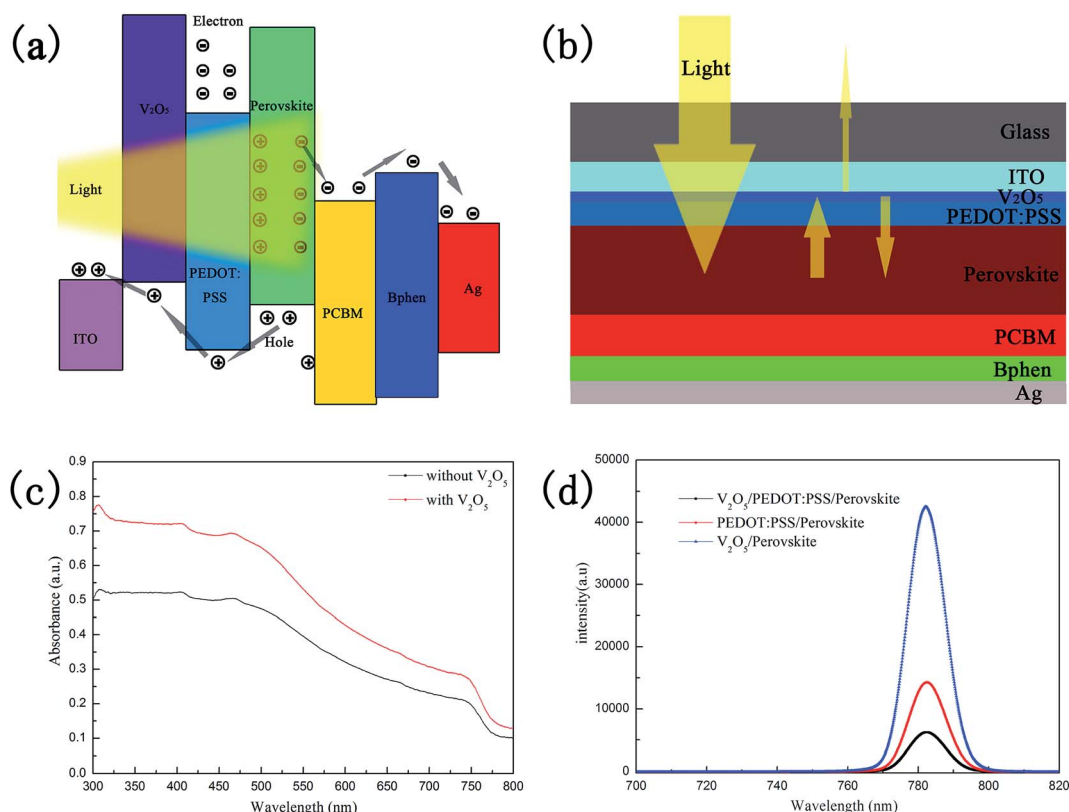 (a)
Electron
V₂O₅
Perovskite
Light
PEDOT:
PSS
ITO
Hole
PCBM
Bphen
Ag
(b)
Light
Glass
ITO
V₂O₅
PEDOT:PSS
Perovskite
PCBM
Bphen
Ag
(c)
0.9
0.8
0.7
0.6
0.5
0.4
0.3
0.2
0.1
0.0
Absorbance (a.u.)
without V₂O₅
with V₂O₅
300 350 400 450 500 550 600 650 700 750 800
Wavelength (nm)
(d)
50000
40000
30000
20000
10000
0
intensity(a.u)
V₂O₅/PEDOT:PSS/Perovskite
PEDOT:PSS/Perovskite
V₂O₅/Perovskite
700 720 740 760 780 800 820
Wavelength (nm)